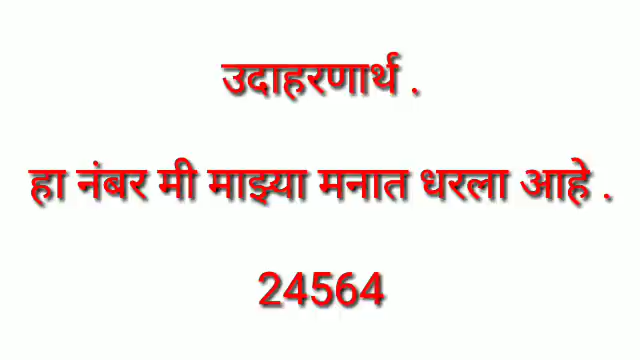 उदाहरणार्थ .
हा नंबर मी माझ्या मनात धरला आहे .
24564